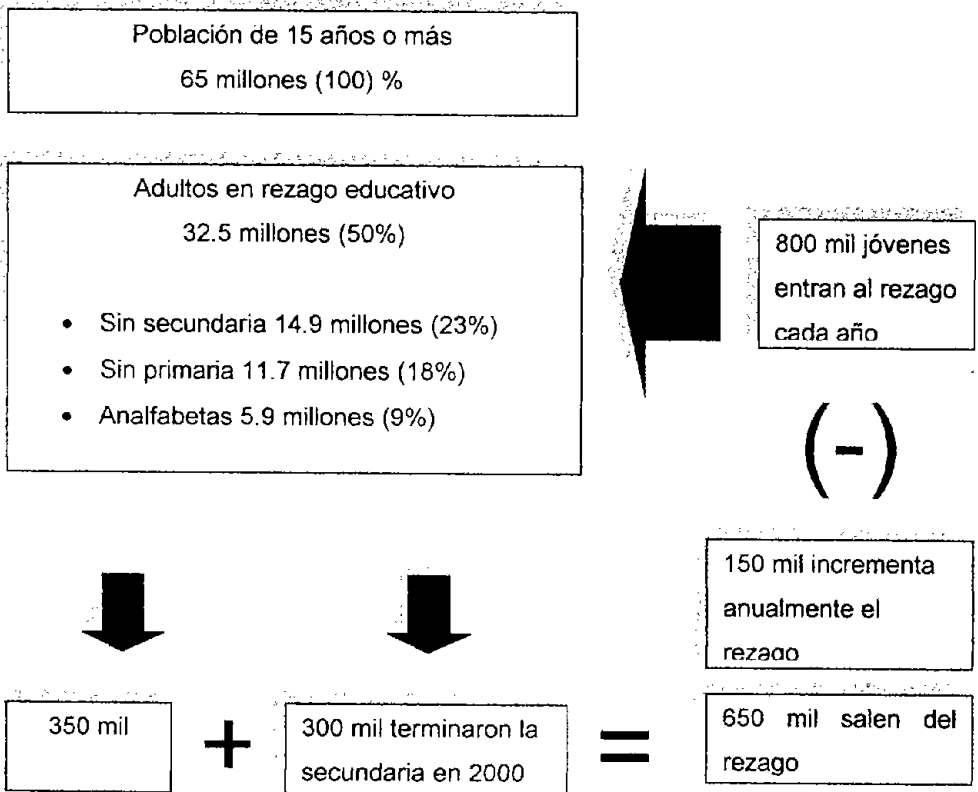 Población de 15 años o más
65 millones (100) %
Adultos en rezago educativo
32.5 millones (50%)
• Sin secundaria 14.9 millones (23%)
• Sin primaria 11.7 millones (18%)
• Analfabetas 5.9 millones (9%)
800 mil jóvenes
entran al rezago
cada año
(-)
150 mil incrementa
anualmente el
rezago
350 mil
+
300 mil terminaron la
secundaria en 2000
=
650 mil salen del
rezago